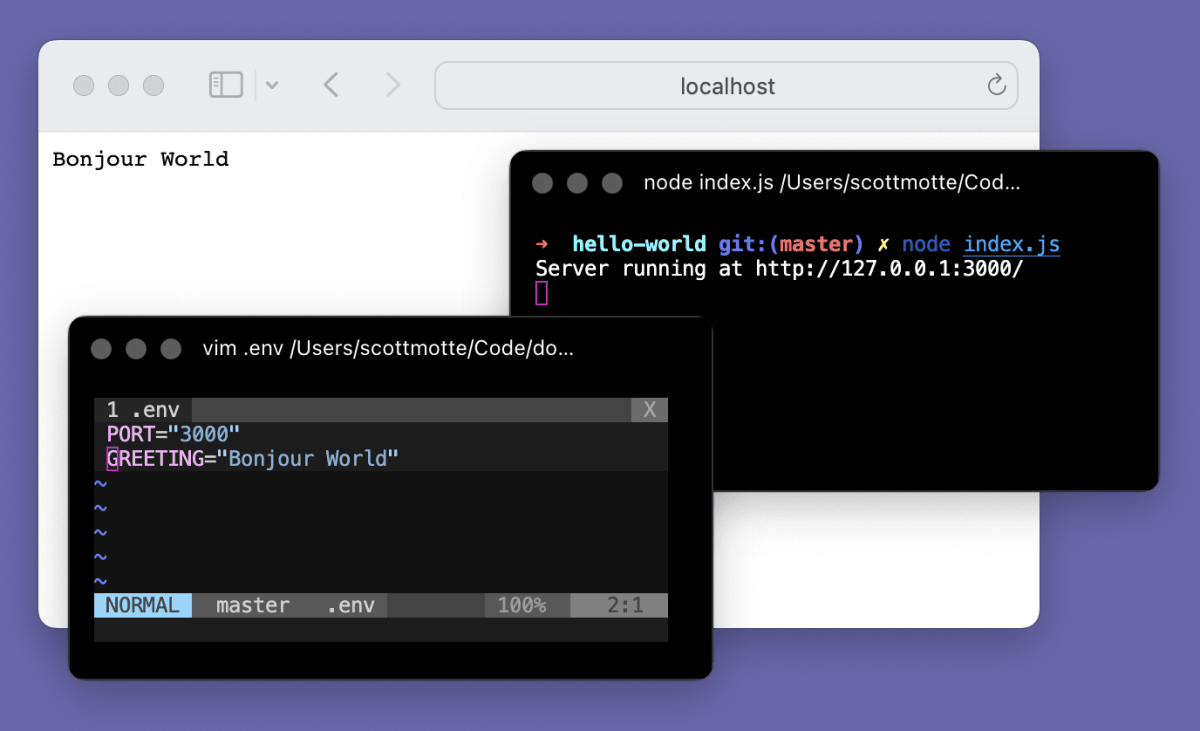 localhost
Bonjour World
node index.js /Users/scottmotte/Cod...
➜ hello-world git:(master) ✗ node index.js
Server running at http://127.0.0.1:3000/
vim .env /Users/scottmotte/Code/do...
1 .env X
PORT="3000"
GREETING="Bonjour World"
~
~
~
~
~
NORMAL master .env 100% 2:1